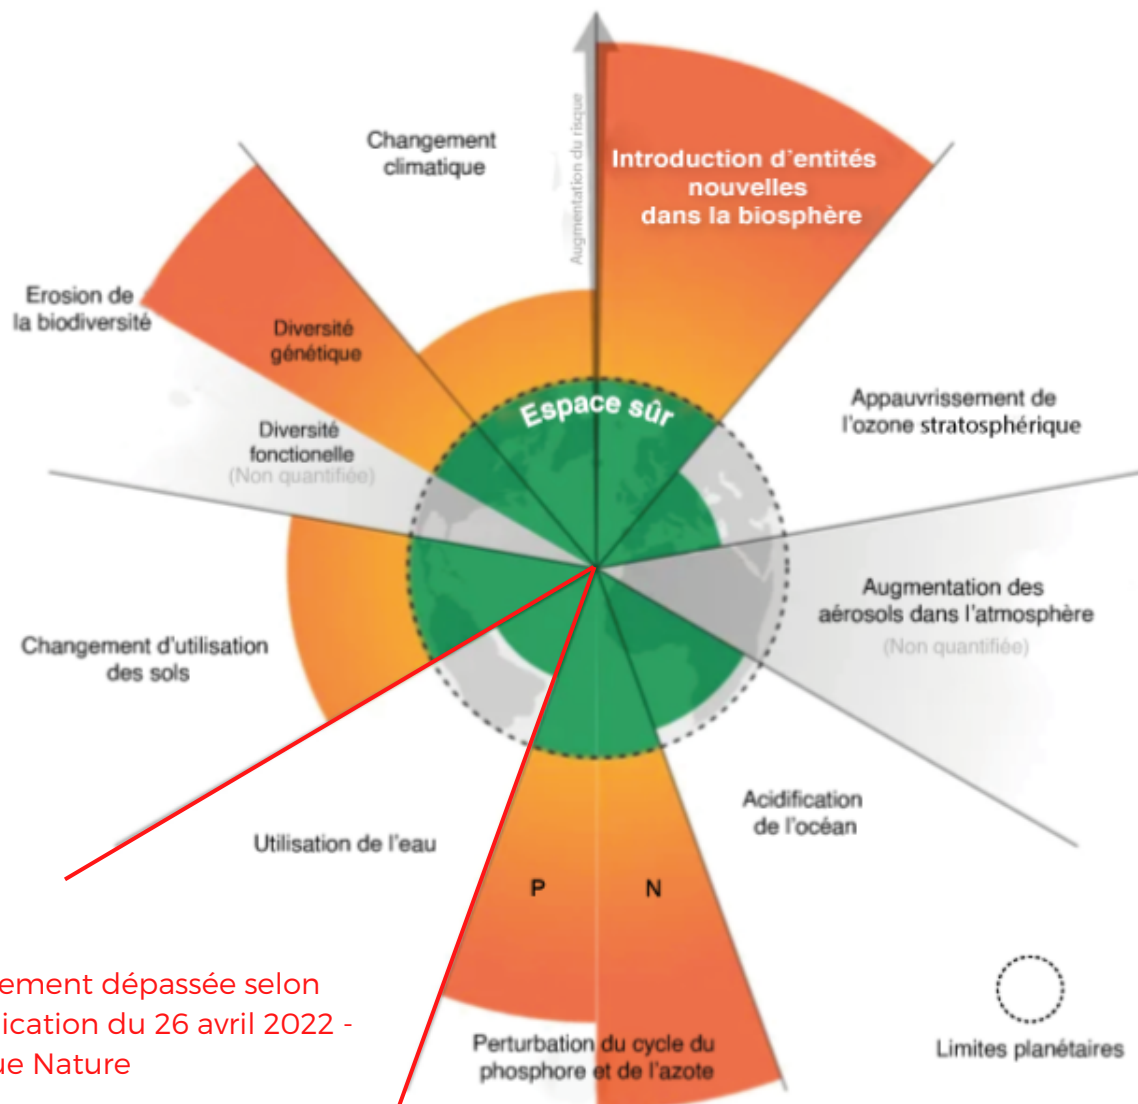 Changement
climatique
Augmentation du risque
Introduction d'entités
nouvelles
dans la biosphère
Erosion de
la biodiversité
Diversité
génétique
Diversité
fonctionelle
(Non quantifiée)
Espace sûr
Appauvrissement de
l'ozone stratosphérique
Augmentation des
aérosols dans l'atmosphère
(Non quantifiée)
Changement d'utilisation
des sols
Utilisation de l'eau
Acidification
de l'océan
P
N
Perturbation du cycle du
phosphore et de l'azote
Limites planétaires
ement dépassée selon
ication du 26 avril 2022 -
ue Nature